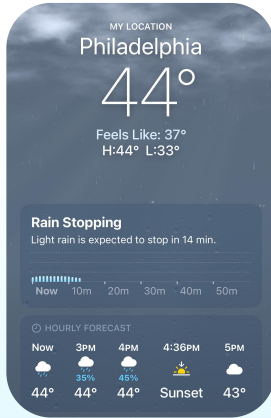 MY LOCATION
Philadelphia
44°
Feels Like: 37°
H:44° L:33°
Rain Stopping
Light rain is expected to stop in 14 min.
Now 10m 20m 30m 40m 50m
HOURLY FORECAST
Now 3PM 4PM 4:36PM 5PM
35% 45%
44° 44° 44° Sunset 43°